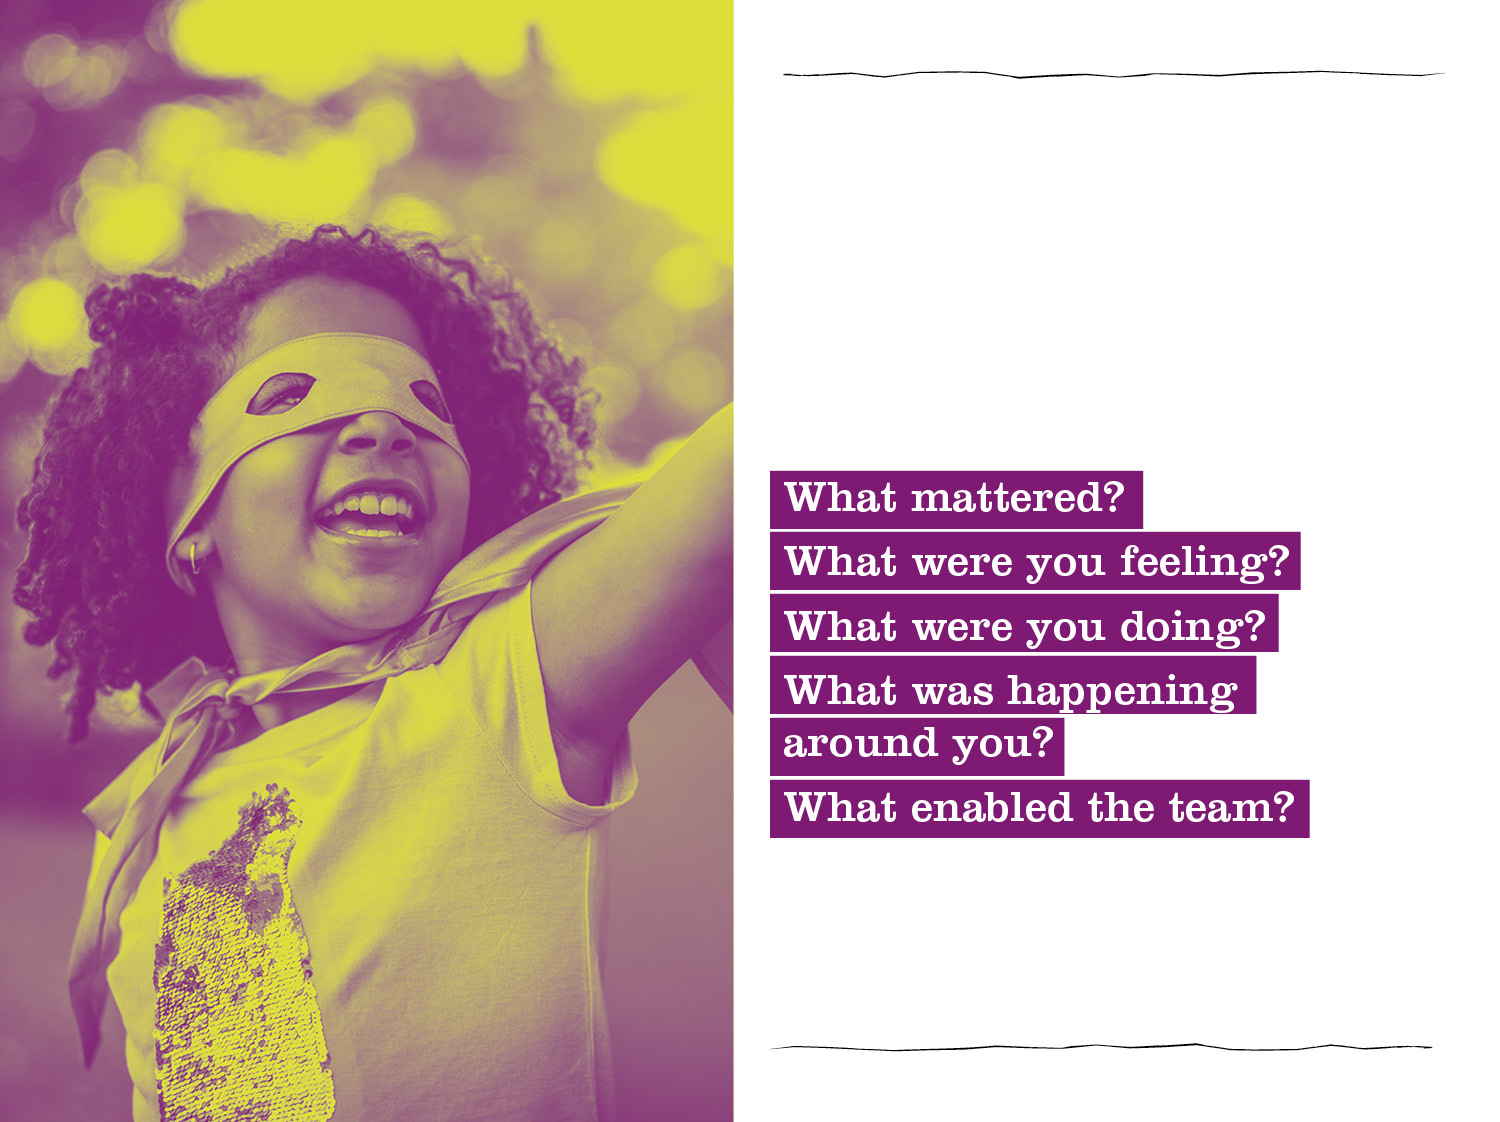 What mattered?
What were you feeling?
What were you doing?
What was happening
around you?
What enabled the team?